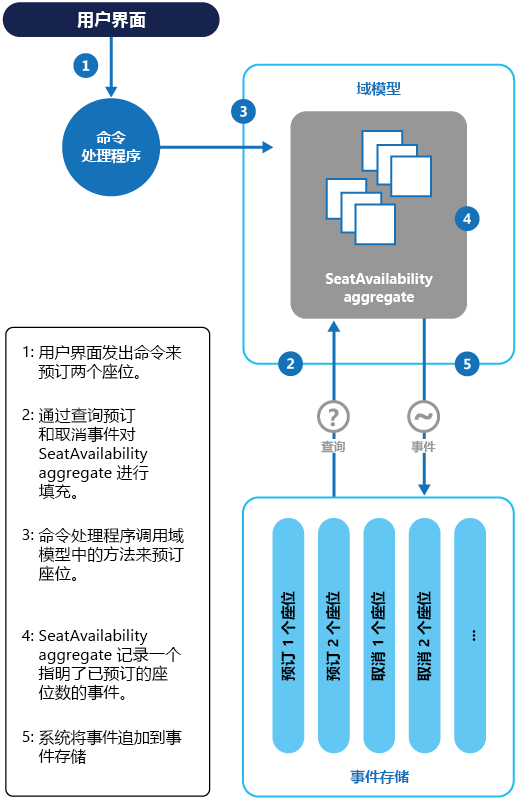 用户界面
1
命令
处理程序
3
域模型
4
SeatAvailability
aggregate
2
5
?
~
查询
事件
1: 用户界面发出命令来
预订两个座位。
2: 通过查询预订
和取消事件对
SeatAvailability
aggregate 进行
填充。
3: 命令处理程序调用域
模型中的方法来预订
座位。
4: SeatAvailability
aggregate 记录一个
指明了已预订的座
位数的事件。
5: 系统将事件追加到事
件存储
预订 1 个座位
预订 2 个座位
取消 1 个座位
取消 2 个座位
...
事件存储